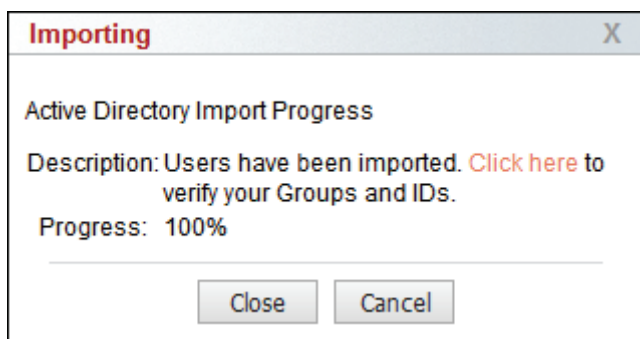 Importing X
Active Directory Import Progress
Description: Users have been imported. Click here to
verify your Groups and IDs.
Progress: 100%
Close Cancel